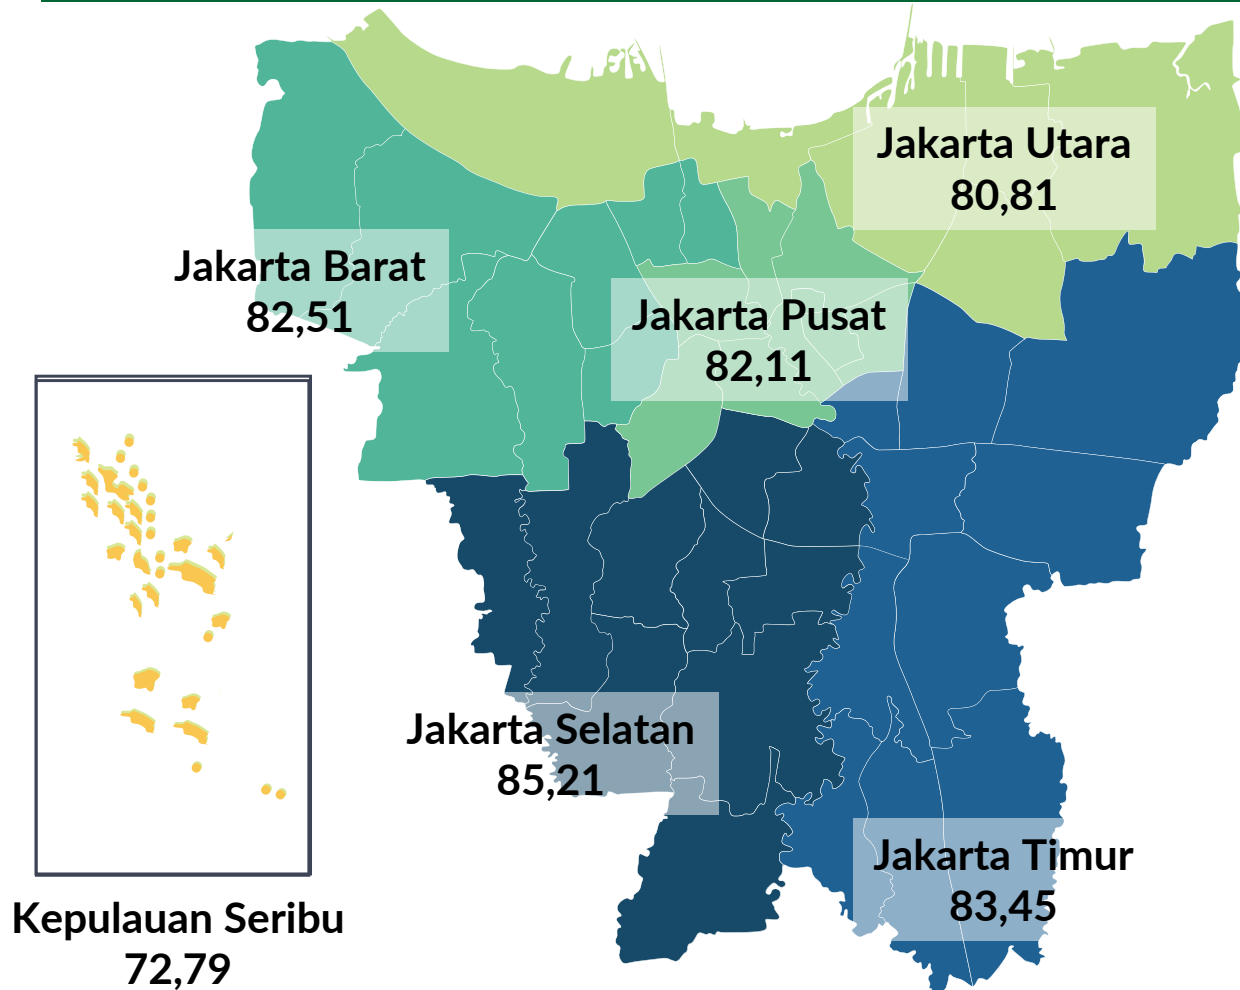 Jakarta Utara
80,81
Jakarta Barat
82,51
Jakarta Pusat
82,11
Jakarta Selatan
85,21
Jakarta Timur
83,45
Kepulauan Seribu
72,79